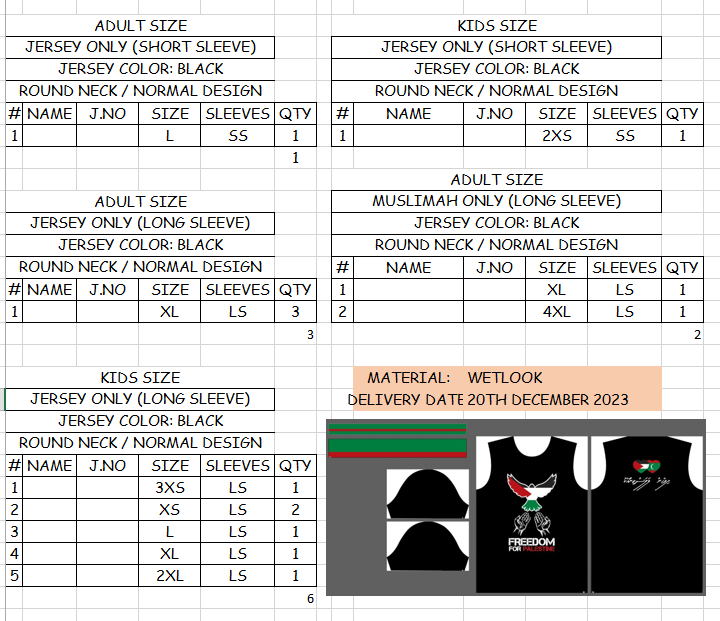 ADULT SIZE
JERSEY ONLY (SHORT SLEEVE)
JERSEY COLOR: BLACK
ROUND NECK / NORMAL DESIGN
# NAME J.NO SIZE SLEEVES QTY
1 L SS 1
1
KIDS SIZE
JERSEY ONLY (SHORT SLEEVE)
JERSEY COLOR: BLACK
ROUND NECK / NORMAL DESIGN
# NAME J.NO SIZE SLEEVES QTY
1 2XS SS 1
ADULT SIZE
JERSEY ONLY (LONG SLEEVE)
JERSEY COLOR: BLACK
ROUND NECK / NORMAL DESIGN
# NAME J.NO SIZE SLEEVES QTY
1 XL LS 3
3
ADULT SIZE
MUSLIMAH ONLY (LONG SLEEVE)
JERSEY COLOR: BLACK
ROUND NECK / NORMAL DESIGN
# NAME J.NO SIZE SLEEVES QTY
1 XL LS 1
2 4XL LS 1
2
KIDS SIZE
JERSEY ONLY (LONG SLEEVE)
JERSEY COLOR: BLACK
ROUND NECK / NORMAL DESIGN
# NAME J.NO SIZE SLEEVES QTY
1 3XS LS 1
2 XS LS 2
3 L LS 1
4 XL LS 1
5 2XL LS 1
6
MATERIAL: WETLOOK
DELIVERY DATE 20TH DECEMBER 2023
FREEDOM
FOR PALESTINE